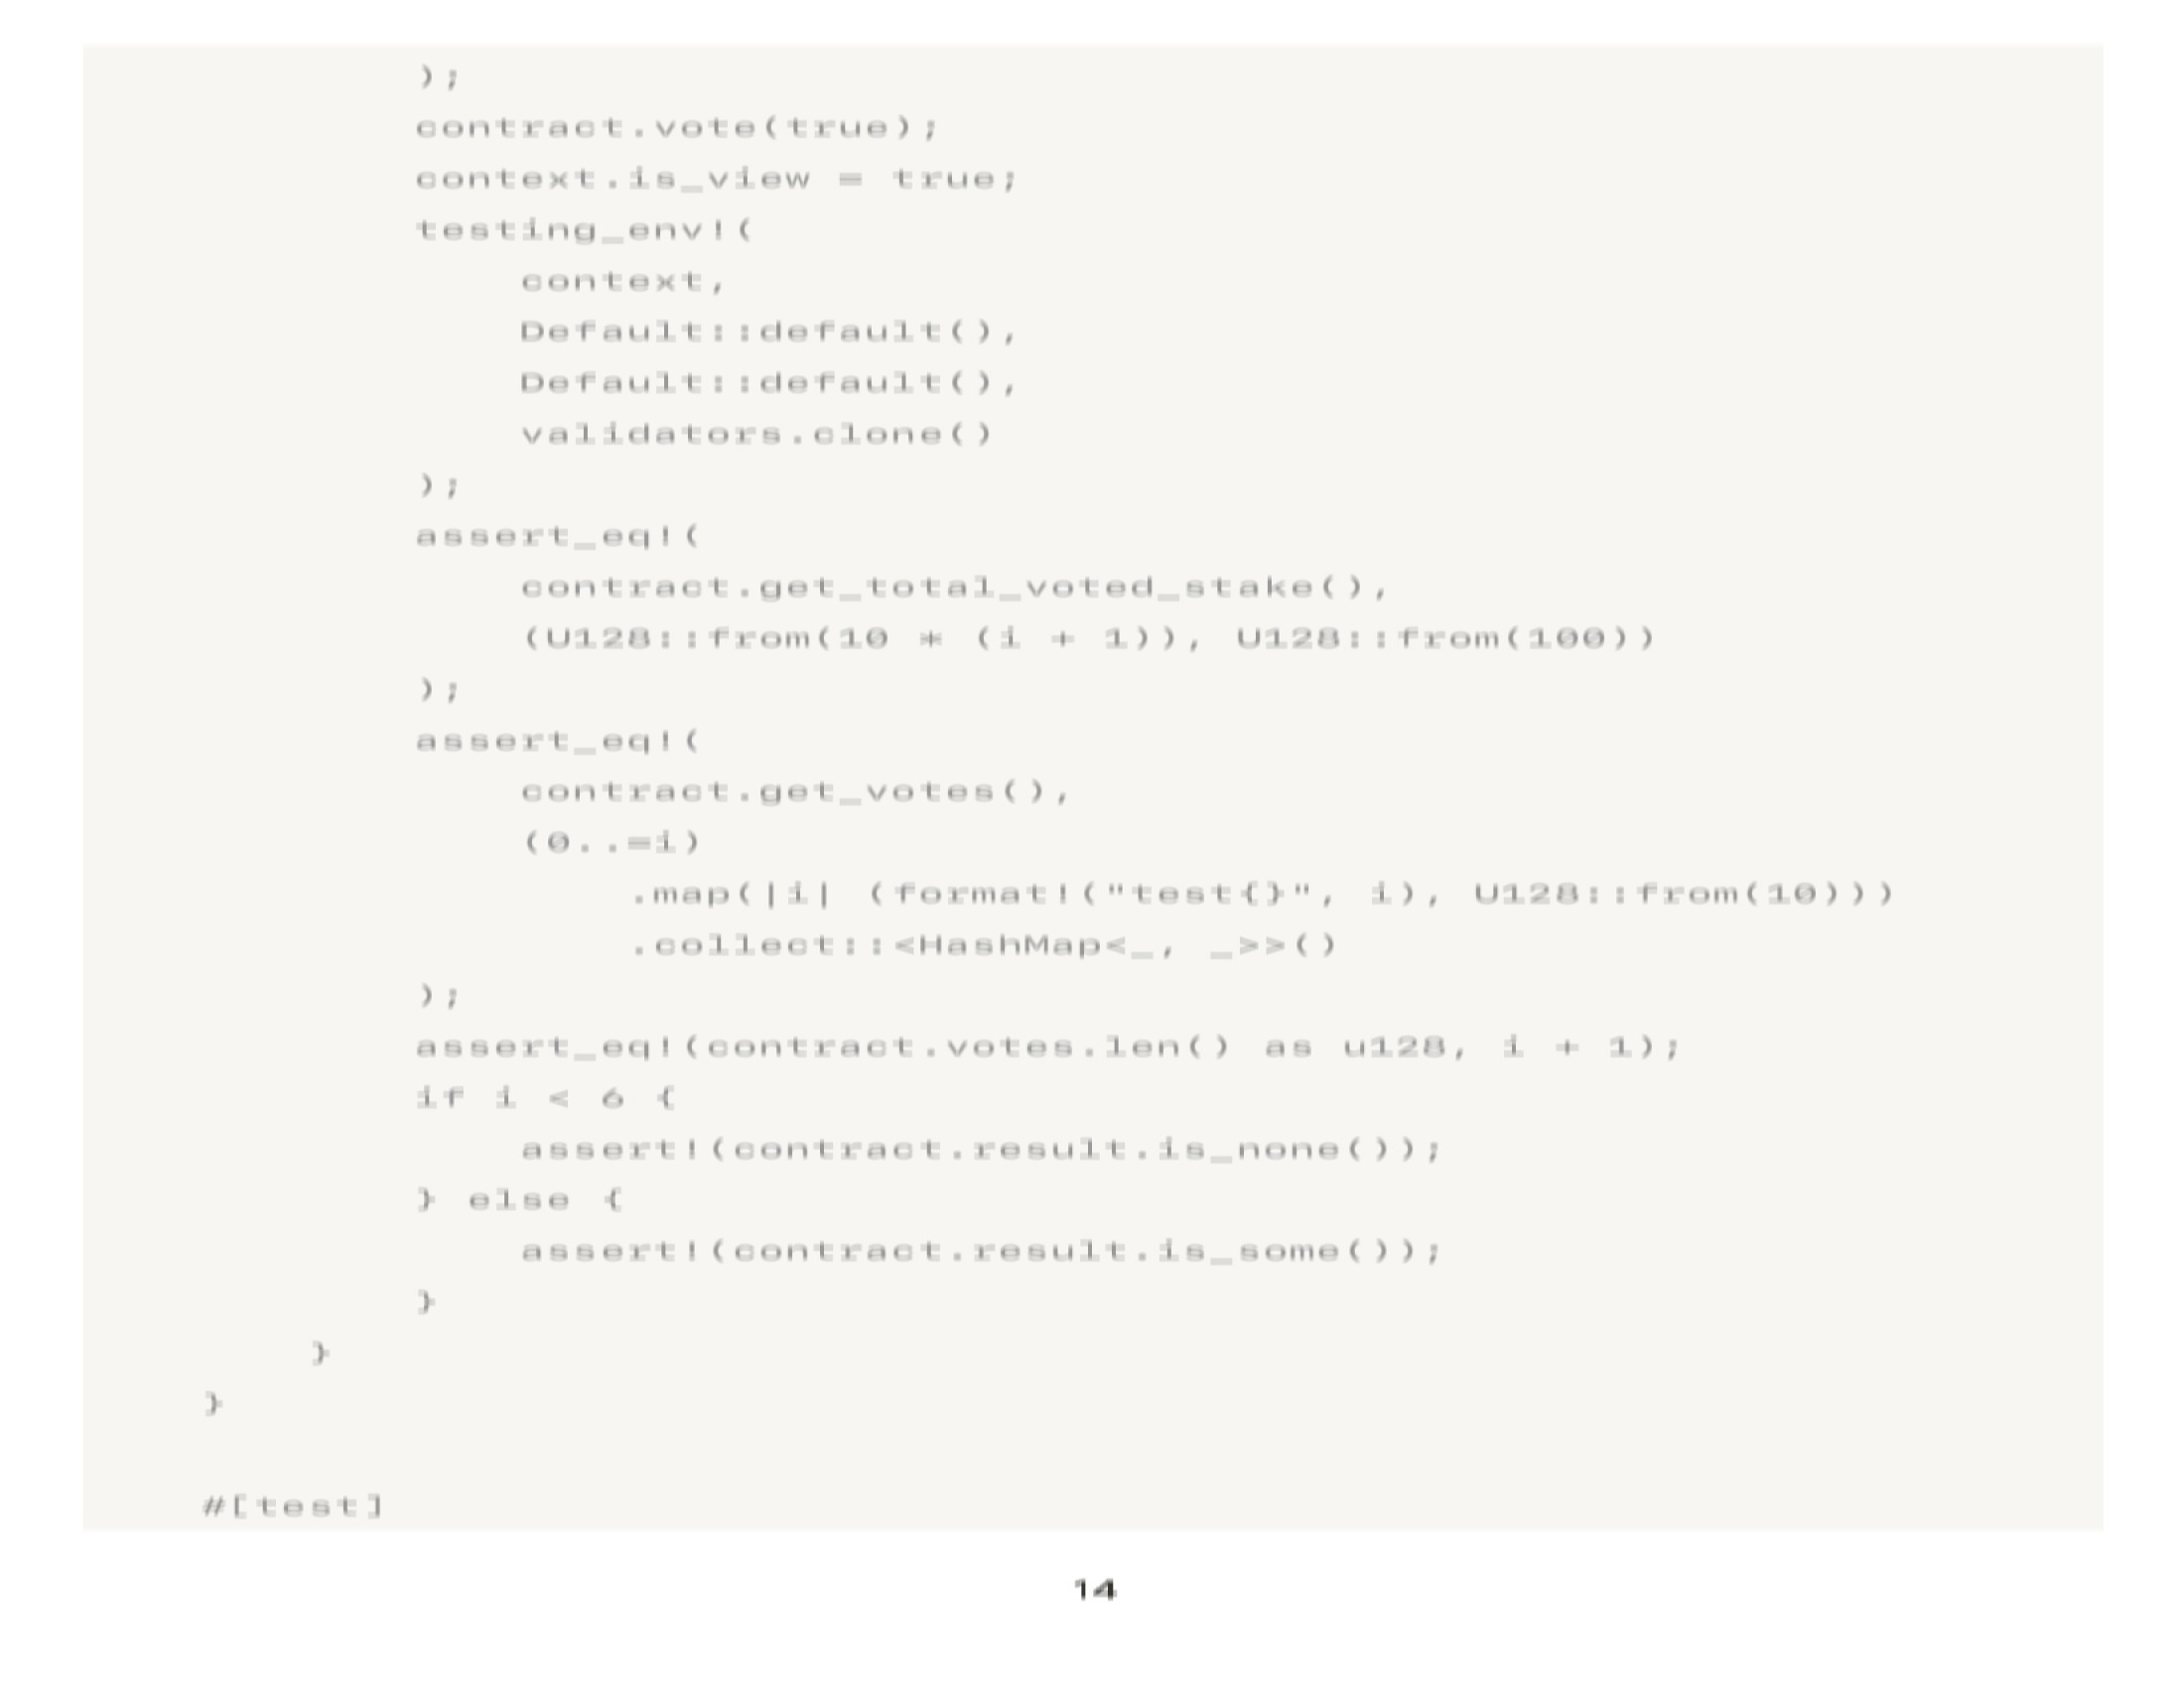 );
contract.vote(true);
context.is_view = true;
testing_env!(
context,
Default::default(),
Default::default(),
validators.clone()
);
assert_eq!(
contract.get_total_voted_stake(),
(U128::from(10 * (i + 1)), U128::from(100))
);
assert_eq!(
contract.get_votes(),
(0..=i)
.map(|i| (format!("test{}", i), U128::from(10)))
.collect::<HashMap<_, _>>()
);
assert_eq!(contract.votes.len() as u128, i + 1);
if i < 6 {
assert!(contract.result.is_none());
} else {
assert!(contract.result.is_some());
}
}
}
#[test]
14